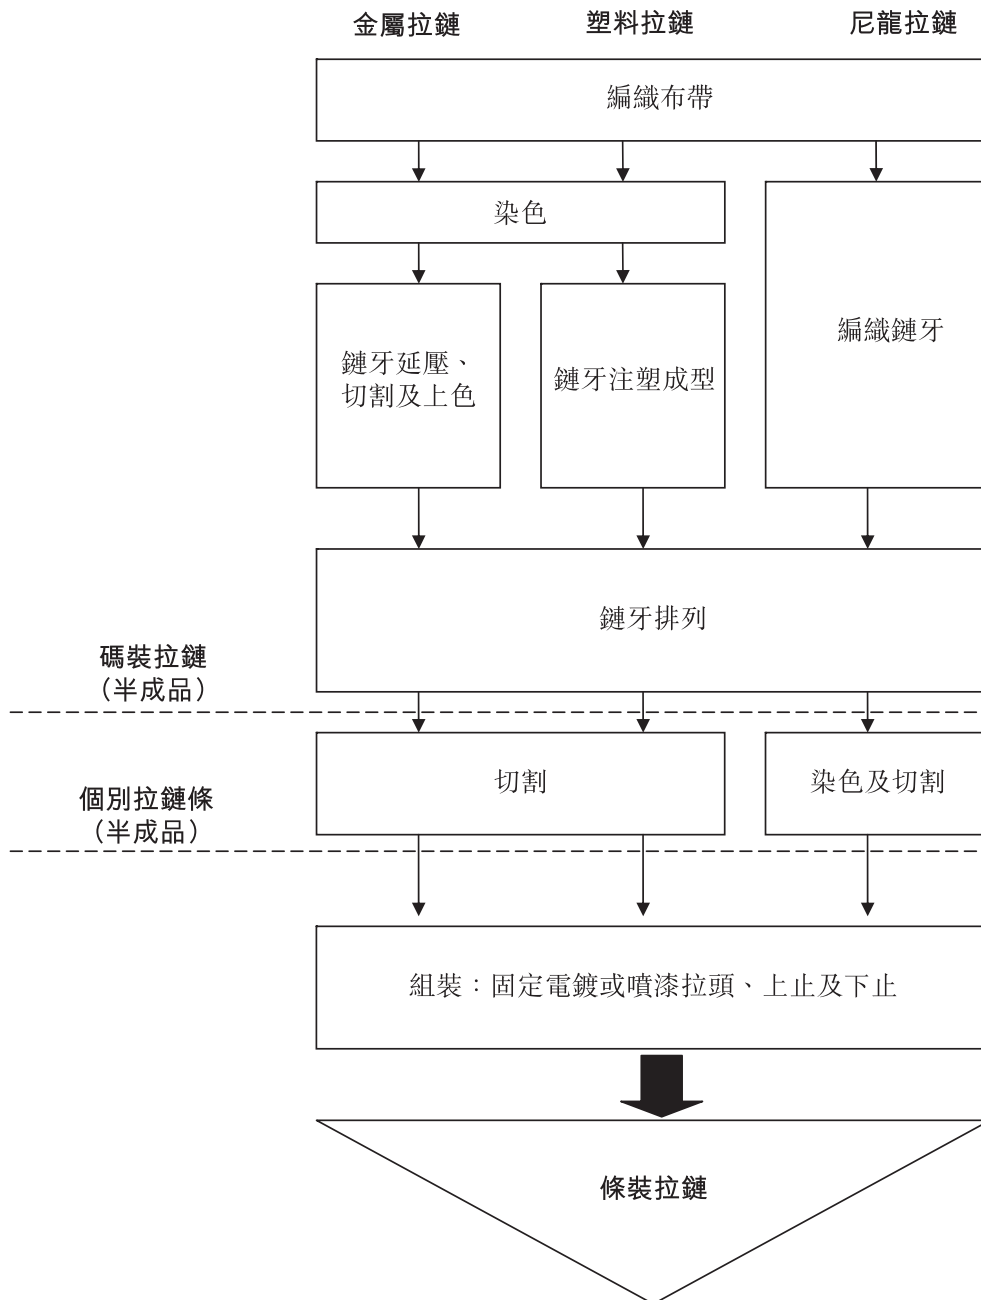 金屬拉鏈
塑料拉鏈
尼龍拉鏈
編織布帶
染色
編織鏈牙
鏈牙延壓、
切割及上色
鏈牙注塑成型
鏈牙排列
碼裝拉鏈
（半成品）
切割
染色及切割
個別拉鏈條
（半成品）
組裝：固定電鍍或噴漆拉頭、上止及下止
條裝拉鏈